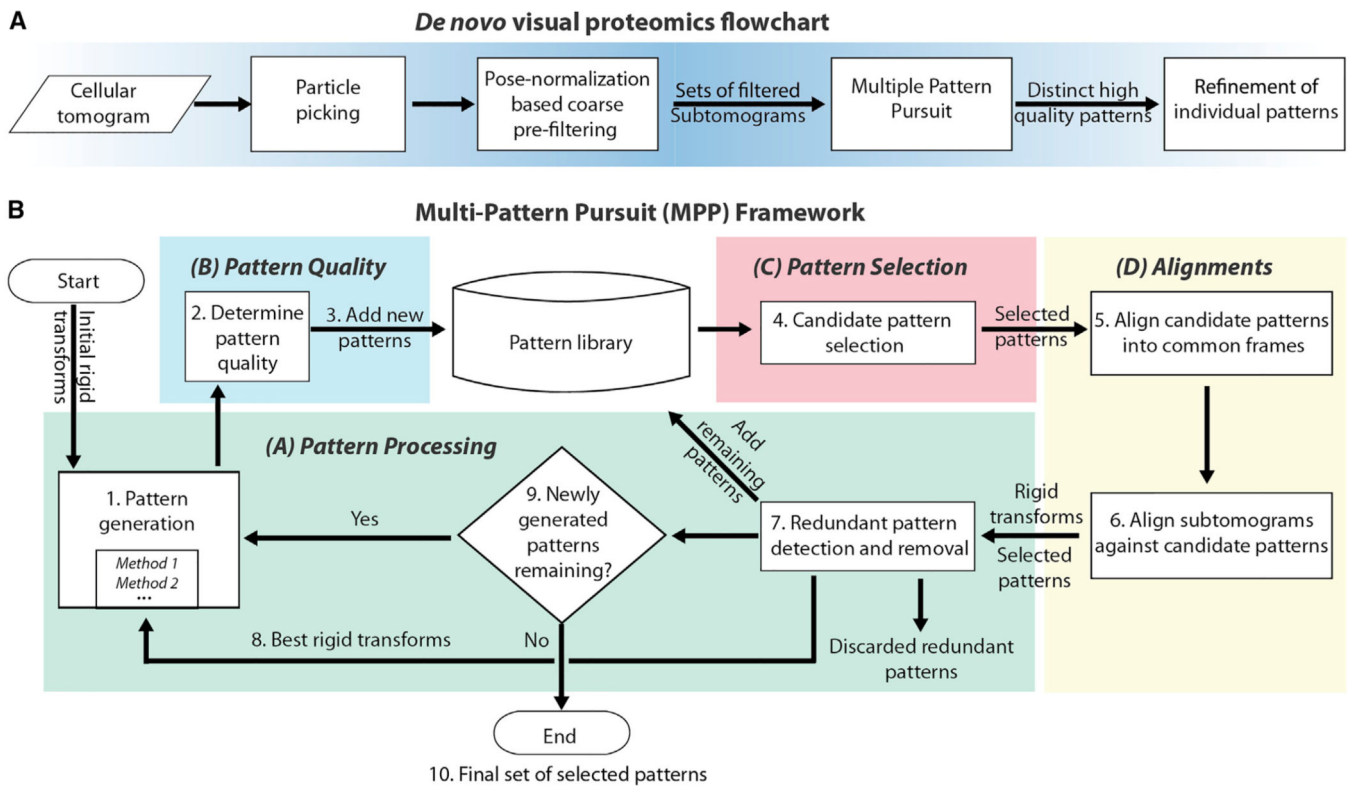 A
De novo visual proteomics flowchart
Cellular
tomogram
Particle
picking
Pose-normalization
based coarse
pre-filtering
Sets of filtered
Subtomograms
Multiple Pattern
Pursuit
Distinct high
quality patterns
Refinement of
individual patterns
B
Multi-Pattern Pursuit (MPP) Framework
Start
Initial rigid
transforms
(B) Pattern Quality
2. Determine
pattern
quality
3. Add new
patterns
Pattern library
(C) Pattern Selection
4. Candidate pattern
selection
Selected
patterns
(D) Alignments
5. Align candidate patterns
into common frames
6. Align subtomograms
against candidate patterns
Rigid
transforms
Selected
patterns
(A) Pattern Processing
Add
remaining
patterns
7. Redundant pattern
detection and removal
Discarded redundant
patterns
9. Newly
generated
patterns
remaining?
Yes
1. Pattern
generation
Method 1
Method 2
...
8. Best rigid transforms
No
End
10. Final set of selected patterns